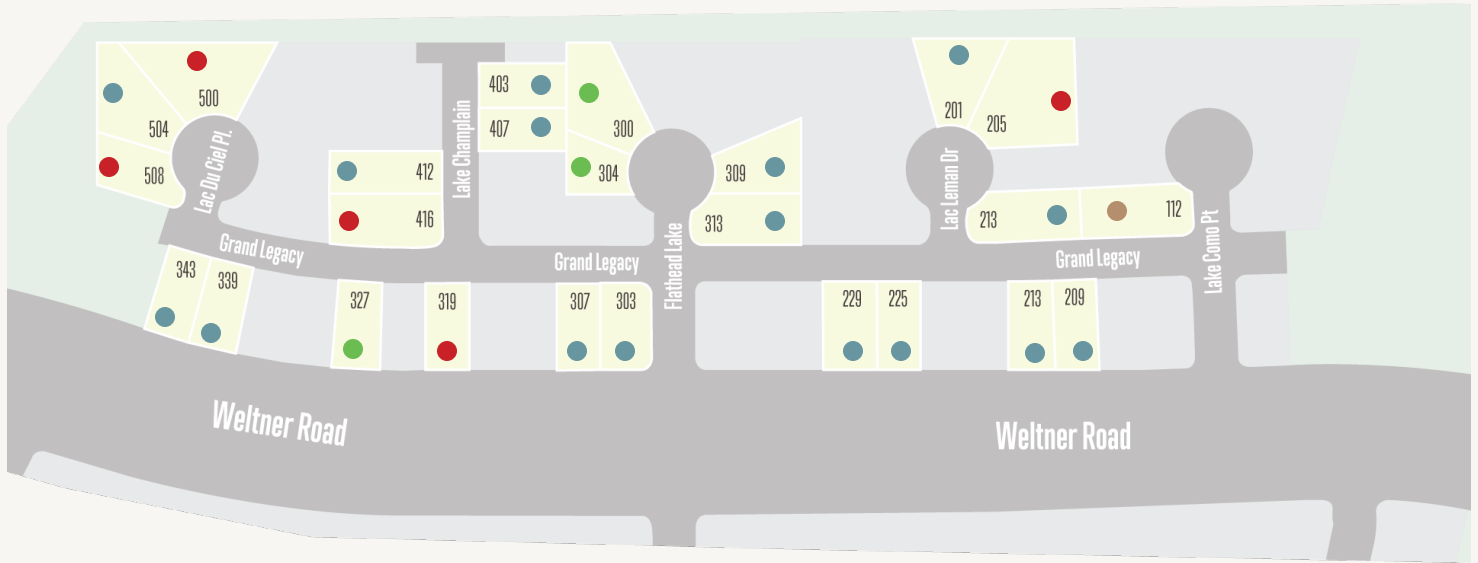 500
504
508
Lac Du Ciel Pl.
Grand Legacy
343
339
412
416
Lake Champlain
403
407
300
304
309
313
Flathead Lake
Grand Legacy
327
319
307
303
201
205
Lac Leman Dr
213
112
Lake Como Pt
Grand Legacy
229
225
213
209
Weltner Road
Weltner Road